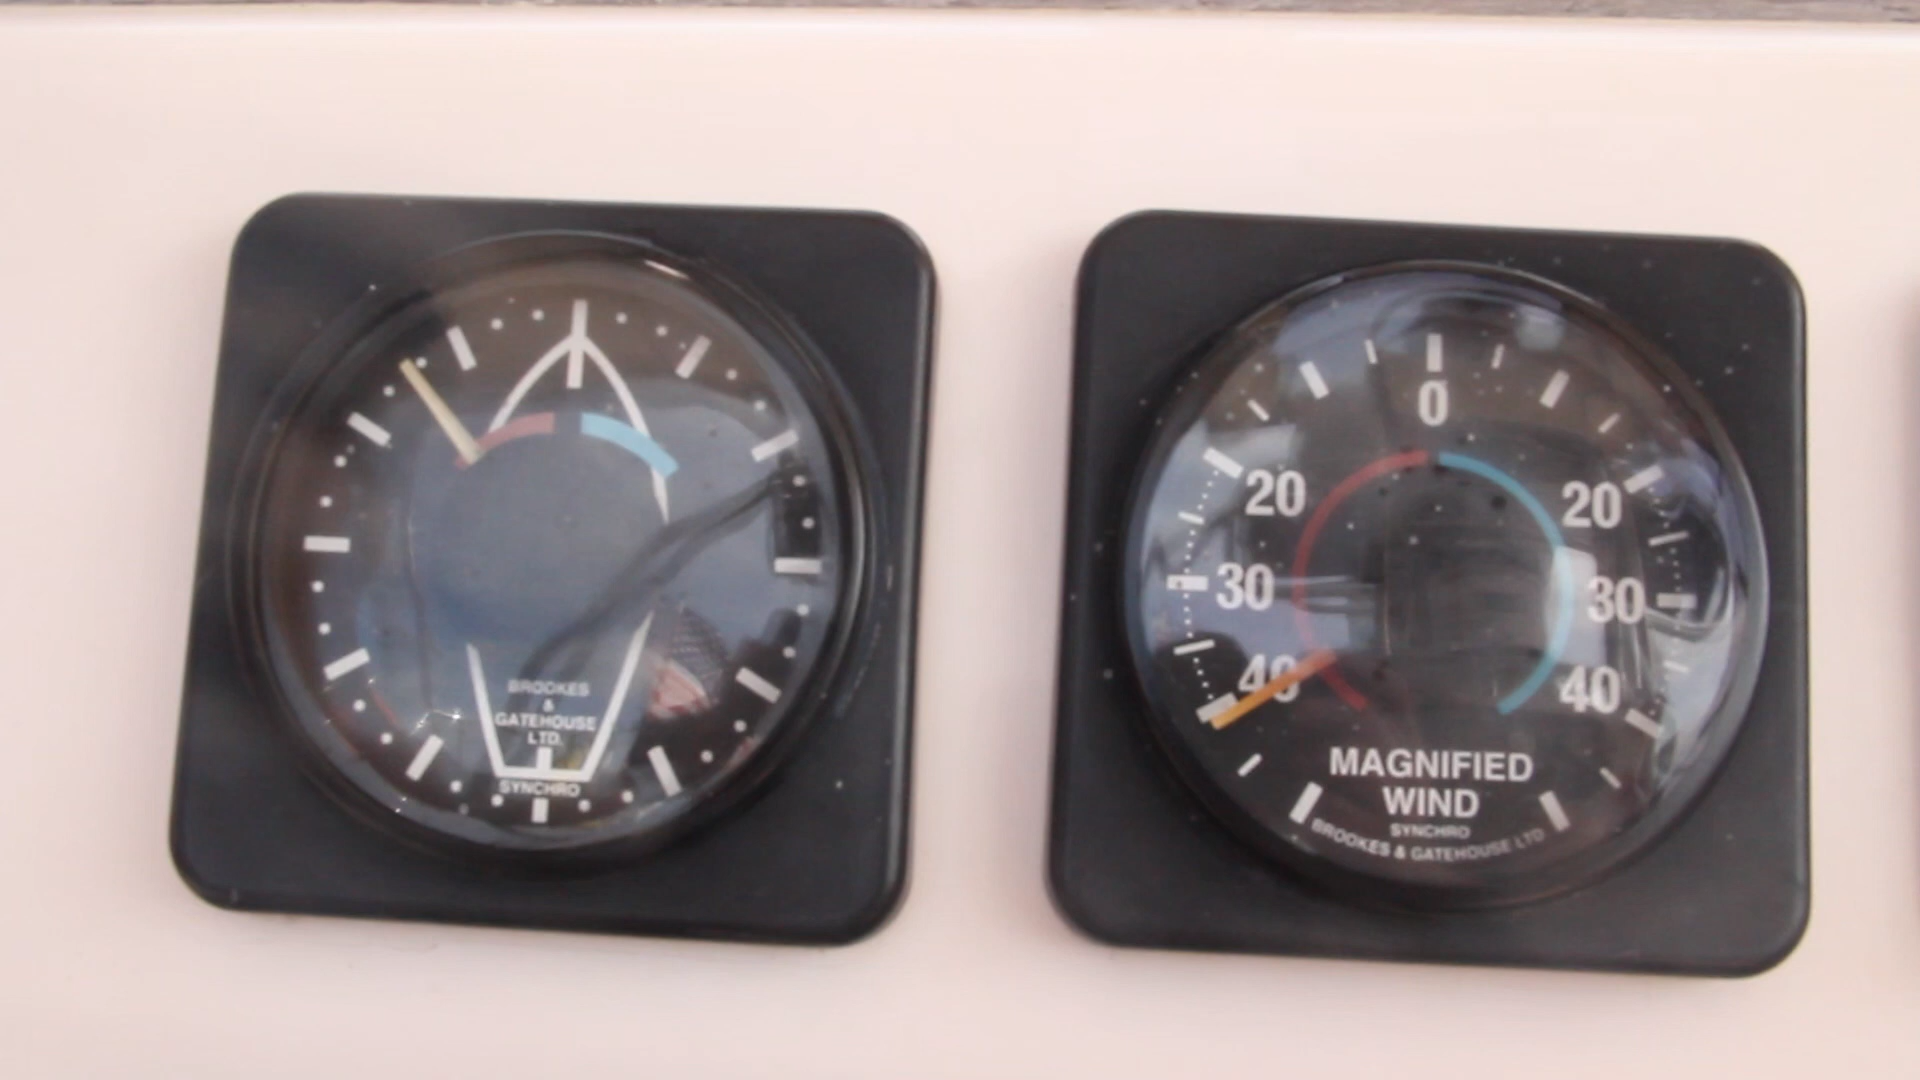 BROOKES
&
GATEHOUSE
LTD.
SYNCHRO
0
20
20
30
30
40
40
MAGNIFIED
WIND
SYNCHRO
BROOKES & GATEHOUSE LTD